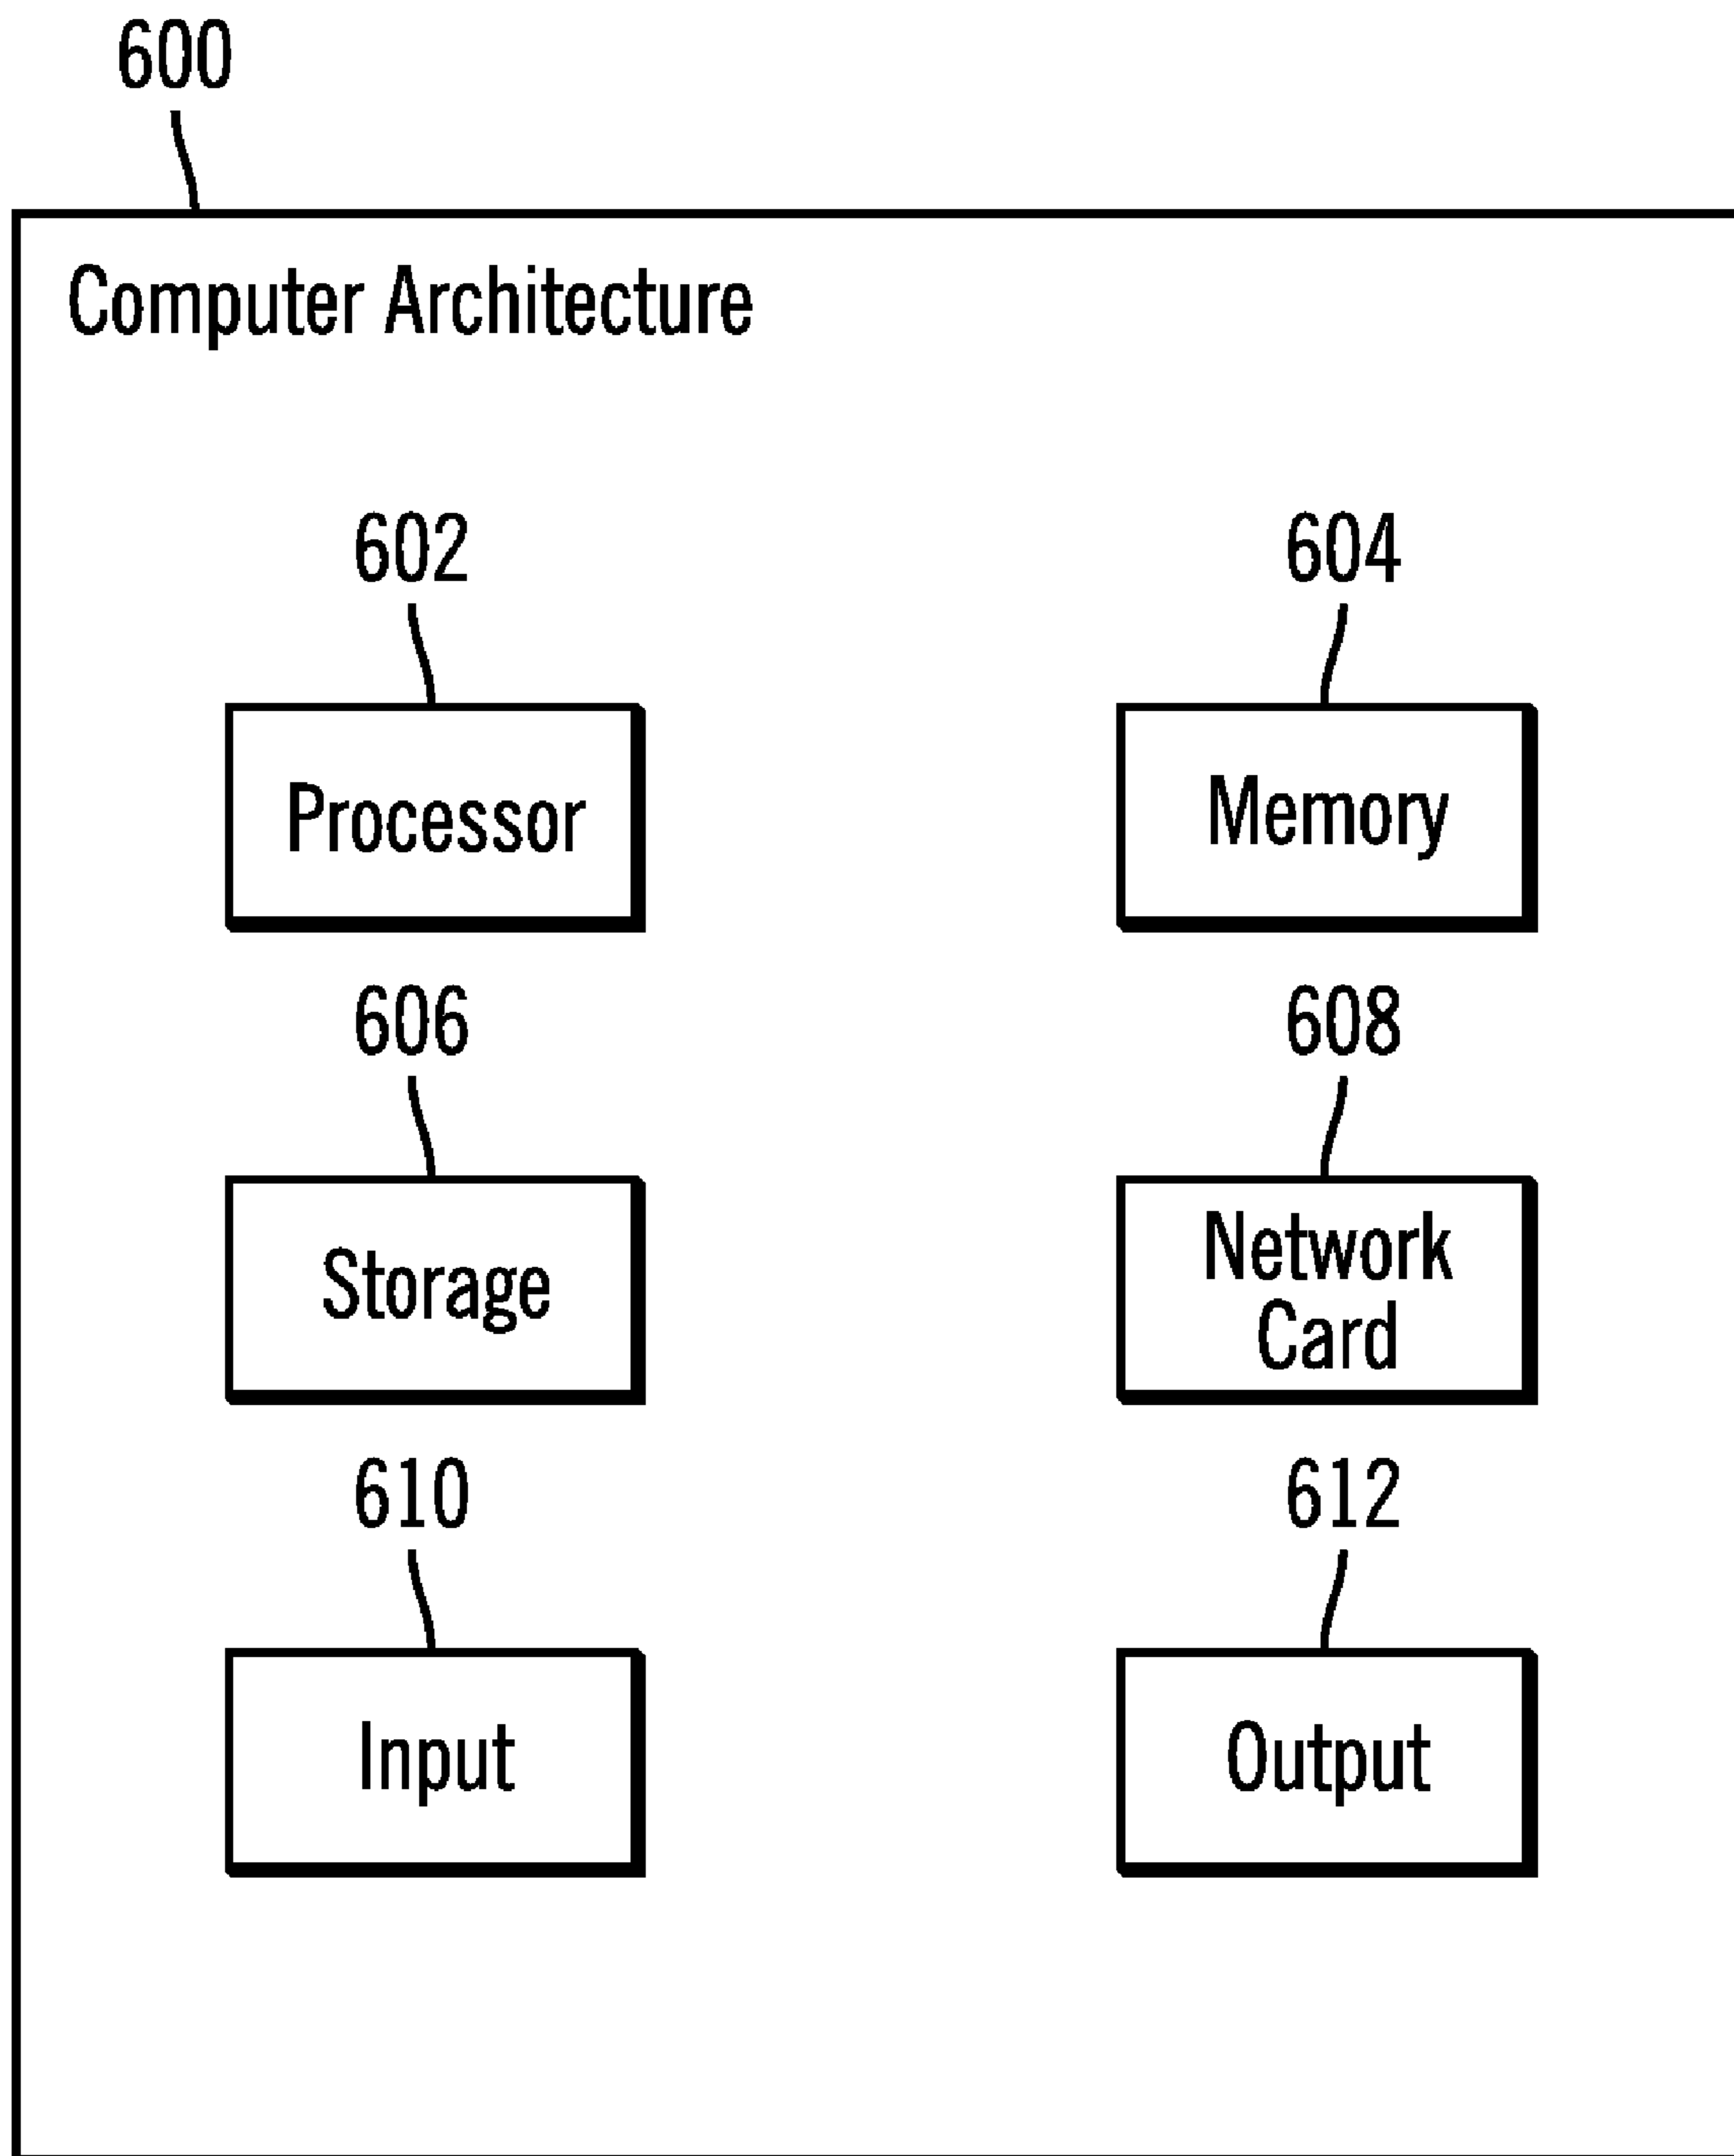 600
Computer Architecture
602
604
Processor
Memory
606
608
Storage
Network
Card
610
612
Input
Output